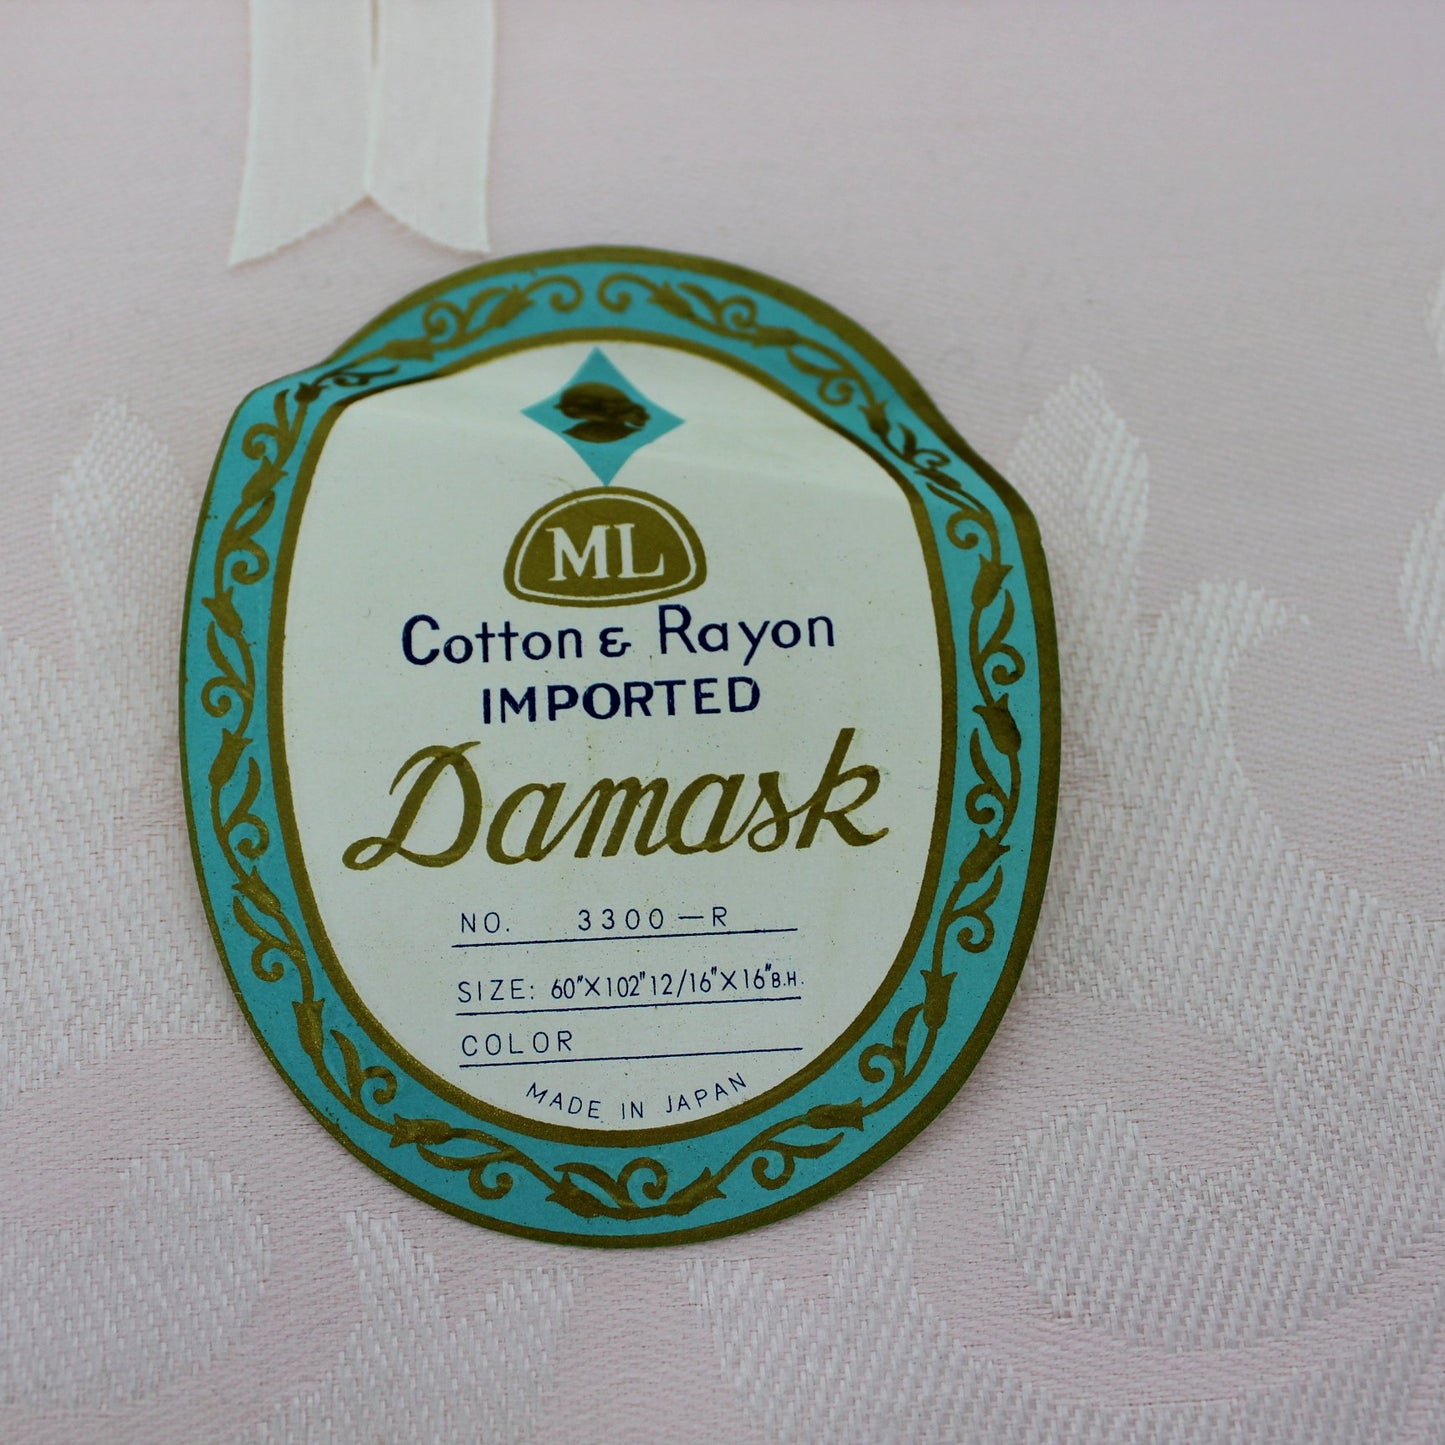 ML
Cotton & Rayon
IMPORTED
Damask
NO. 3300-R
SIZE: 60"X102" 12/16"X16" B.H.
COLOR
MADE IN JAPAN